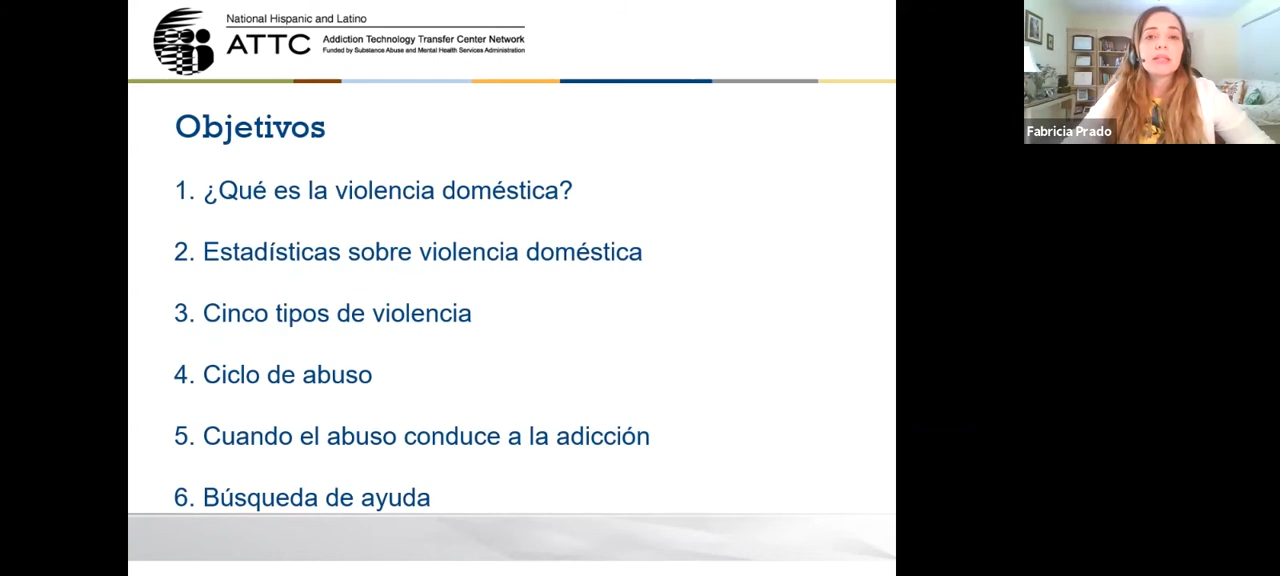 National Hispanic and Latino
ATTC
Addiction Technology Transfer Center Network
Funded by Substance Abuse and Mental Health Services Administration
Fabricia Prado
Objetivos
1. ¿Qué es la violencia doméstica?
2. Estadísticas sobre violencia doméstica
3. Cinco tipos de violencia
4. Ciclo de abuso
5. Cuando el abuso conduce a la adicción
6. Búsqueda de ayuda